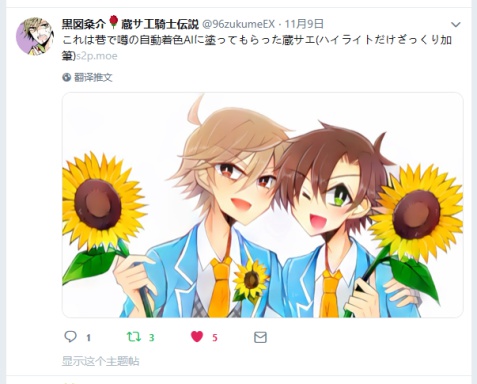 黒図粂介🌹蔵サエ騎士伝説 @96zukumeEX · 11月9日
これは巷で噂の自動着色AIに塗ってもらった蔵サエ(ハイライトだけざっくり加
筆)s2p.moe
翻译推文
1 3 5
显示这个主题帖